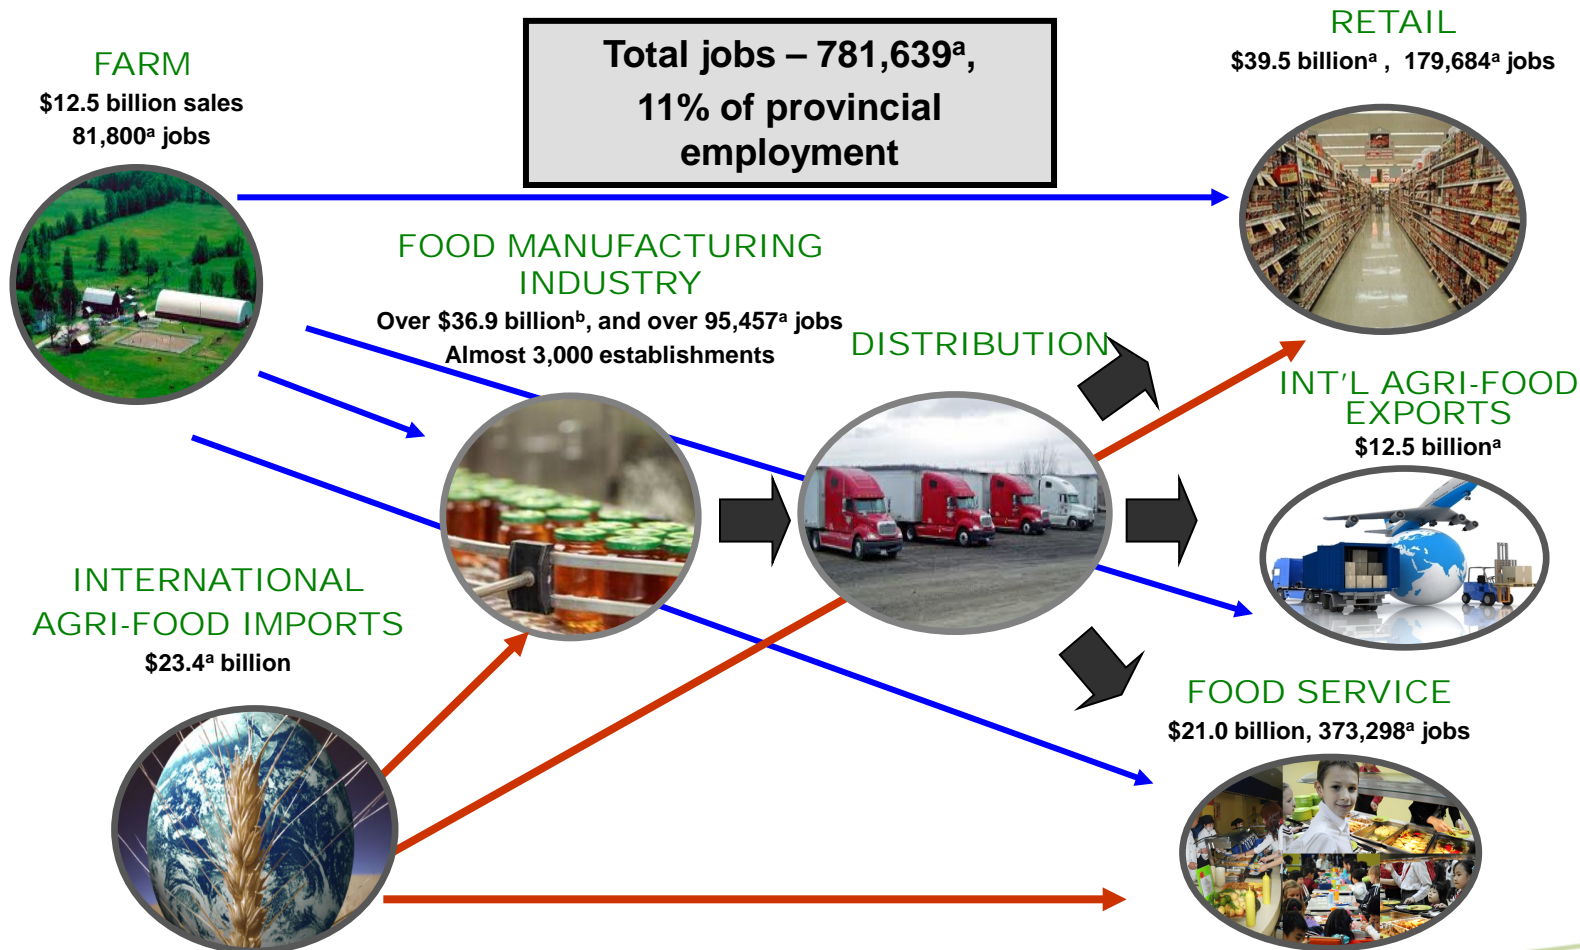 Total jobs – 781,639ª,
11% of provincial
employment
FARM
$12.5 billion sales
81,800ª jobs
RETAIL
$39.5 billionª , 179,684ª jobs
FOOD MANUFACTURING
INDUSTRY
Over $36.9 billionᵇ, and over 95,457ª jobs
Almost 3,000 establishments
DISTRIBUTION
INT'L AGRI-FOOD
EXPORTS
$12.5 billionª
INTERNATIONAL
AGRI-FOOD IMPORTS
$23.4ª billion
FOOD SERVICE
$21.0 billion, 373,298ª jobs